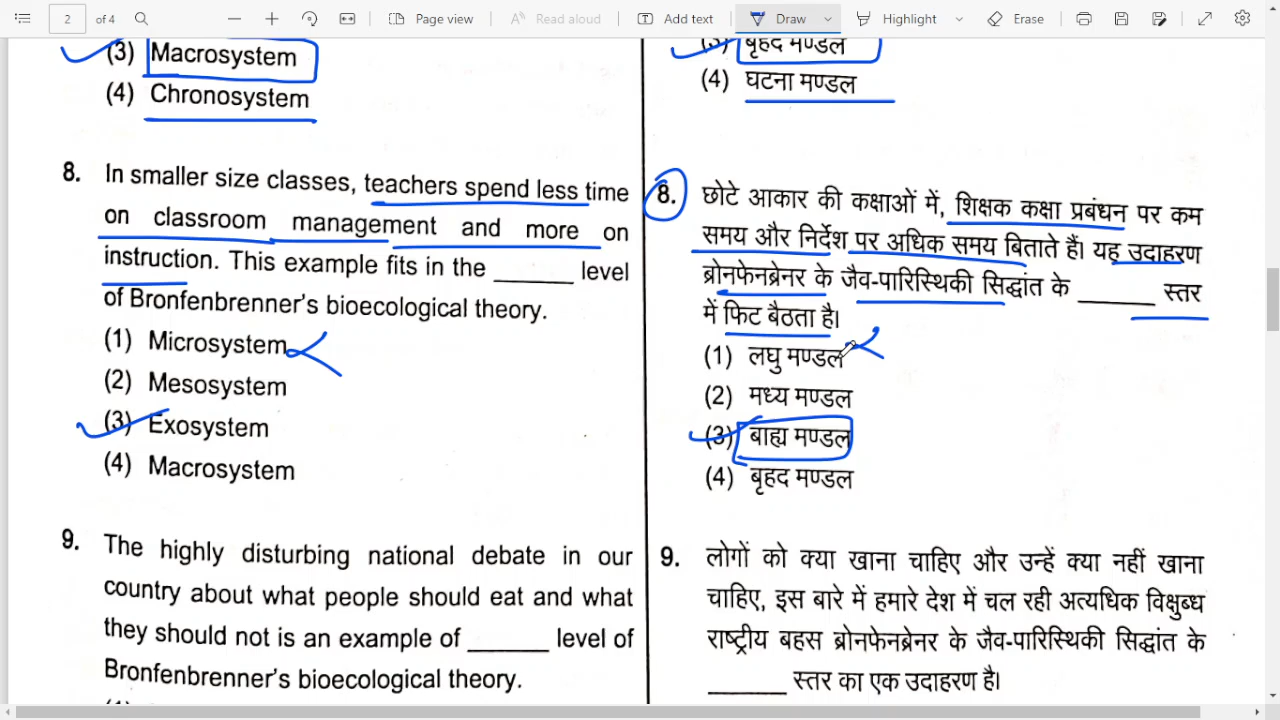 2
of 4
Page view
Read aloud
Add text
Draw
Highlight
Erase
(3) Macrosystem
(4) Chronosystem
8. In smaller size classes, teachers spend less time
on classroom management and more on
instruction. This example fits in the ______ level
of Bronfenbrenner's bioecological theory.
(1) Microsystem
(2) Mesosystem
(3) Exosystem
(4) Macrosystem
9. The highly disturbing national debate in our
country about what people should eat and what
they should not is an example of ______ level of
Bronfenbrenner's bioecological theory.
(3) बृहद मण्डल
(4) घटना मण्डल
8. छोटे आकार की कक्षाओं में, शिक्षक कक्षा प्रबंधन पर कम
समय और निर्देश पर अधिक समय बिताते हैं। यह उदाहरण
ब्रोनफेनब्रेनर के जैव-पारिस्थिकी सिद्धांत के ______ स्तर
में फिट बैठता है।
(1) लघु मण्डल
(2) मध्य मण्डल
(3) बाह्य मण्डल
(4) बृहद मण्डल
9. लोगों को क्या खाना चाहिए और उन्हें क्या नहीं खाना
चाहिए, इस बारे में हमारे देश में चल रही अत्यधिक विक्षुब्ध
राष्ट्रीय बहस ब्रोनफेनब्रेनर के जैव-पारिस्थिकी सिद्धांत के
______ स्तर का एक उदाहरण है।